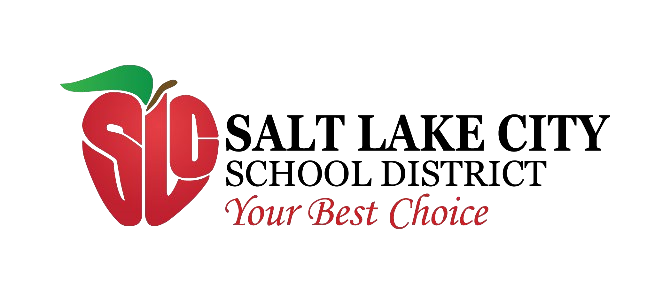 SLC
SALT LAKE CITY
SCHOOL DISTRICT
Your Best Choice